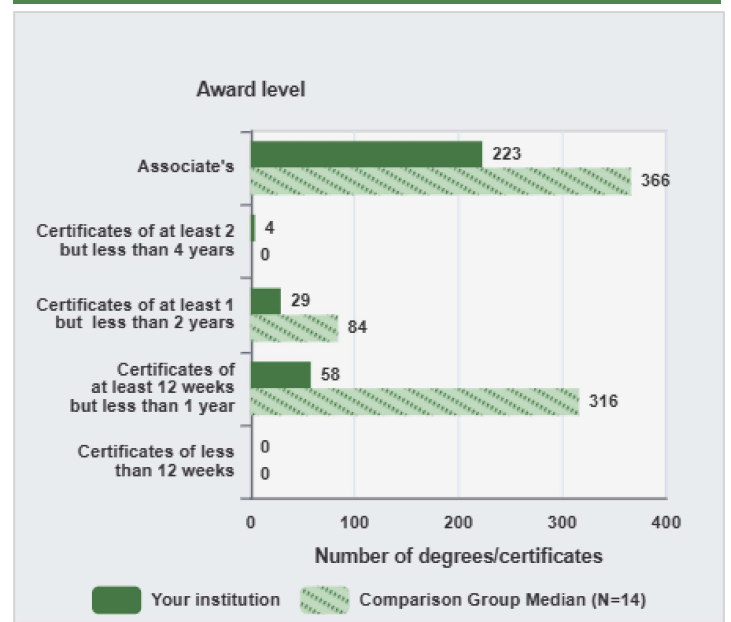 Award level
Associate's
223
366
Certificates of at least 2
but less than 4 years
4
0
Certificates of at least 1
but less than 2 years
29
84
Certificates of
at least 12 weeks
but less than 1 year
58
316
Certificates of less
than 12 weeks
0
0
0 100 200 300 400
Number of degrees/certificates
Your institution Comparison Group Median (N=14)